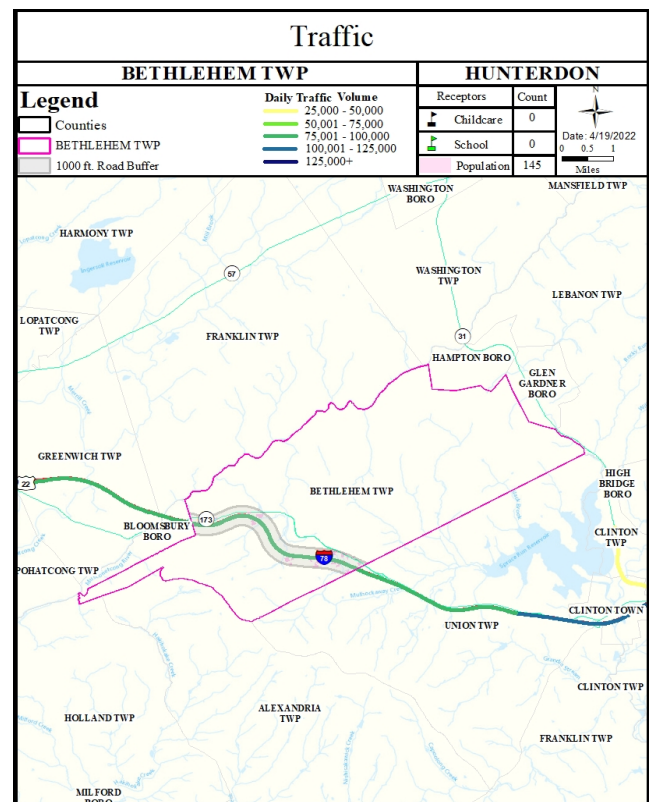 Traffic
BETHLEHEM TWP
HUNTERDON
Legend
Counties
BETHLEHEM TWP
1000 ft. Road Buffer
Daily Traffic Volume
25,000 - 50,000
50,001 - 75,000
75,001 - 100,000
100,001 - 125,000
125,000+
Receptors Count
Childcare 0
School 0
Population 145
N
Date: 4/19/2022
0 0.5 1
Miles
WASHINGTON
BORO
MANSFIELD TWP
HARMONY TWP
57
WASHINGTON
TWP
LEBANON TWP
LOPATCONG
TWP
FRANKLIN TWP
31
HAMPTON BORO
GLEN
GARDNER
BORO
GREENWICH TWP
22
BETHLEHEM TWP
HIGH
BRIDGE
BORO
173
BLOOMSBURY
BORO
CLINTON
TWP
78
POHATCONG TWP
CLINTON TOWN
UNION TWP
CLINTON TWP
HOLLAND TWP
ALEXANDRIA
TWP
FRANKLIN TWP
MILFORD
BORO